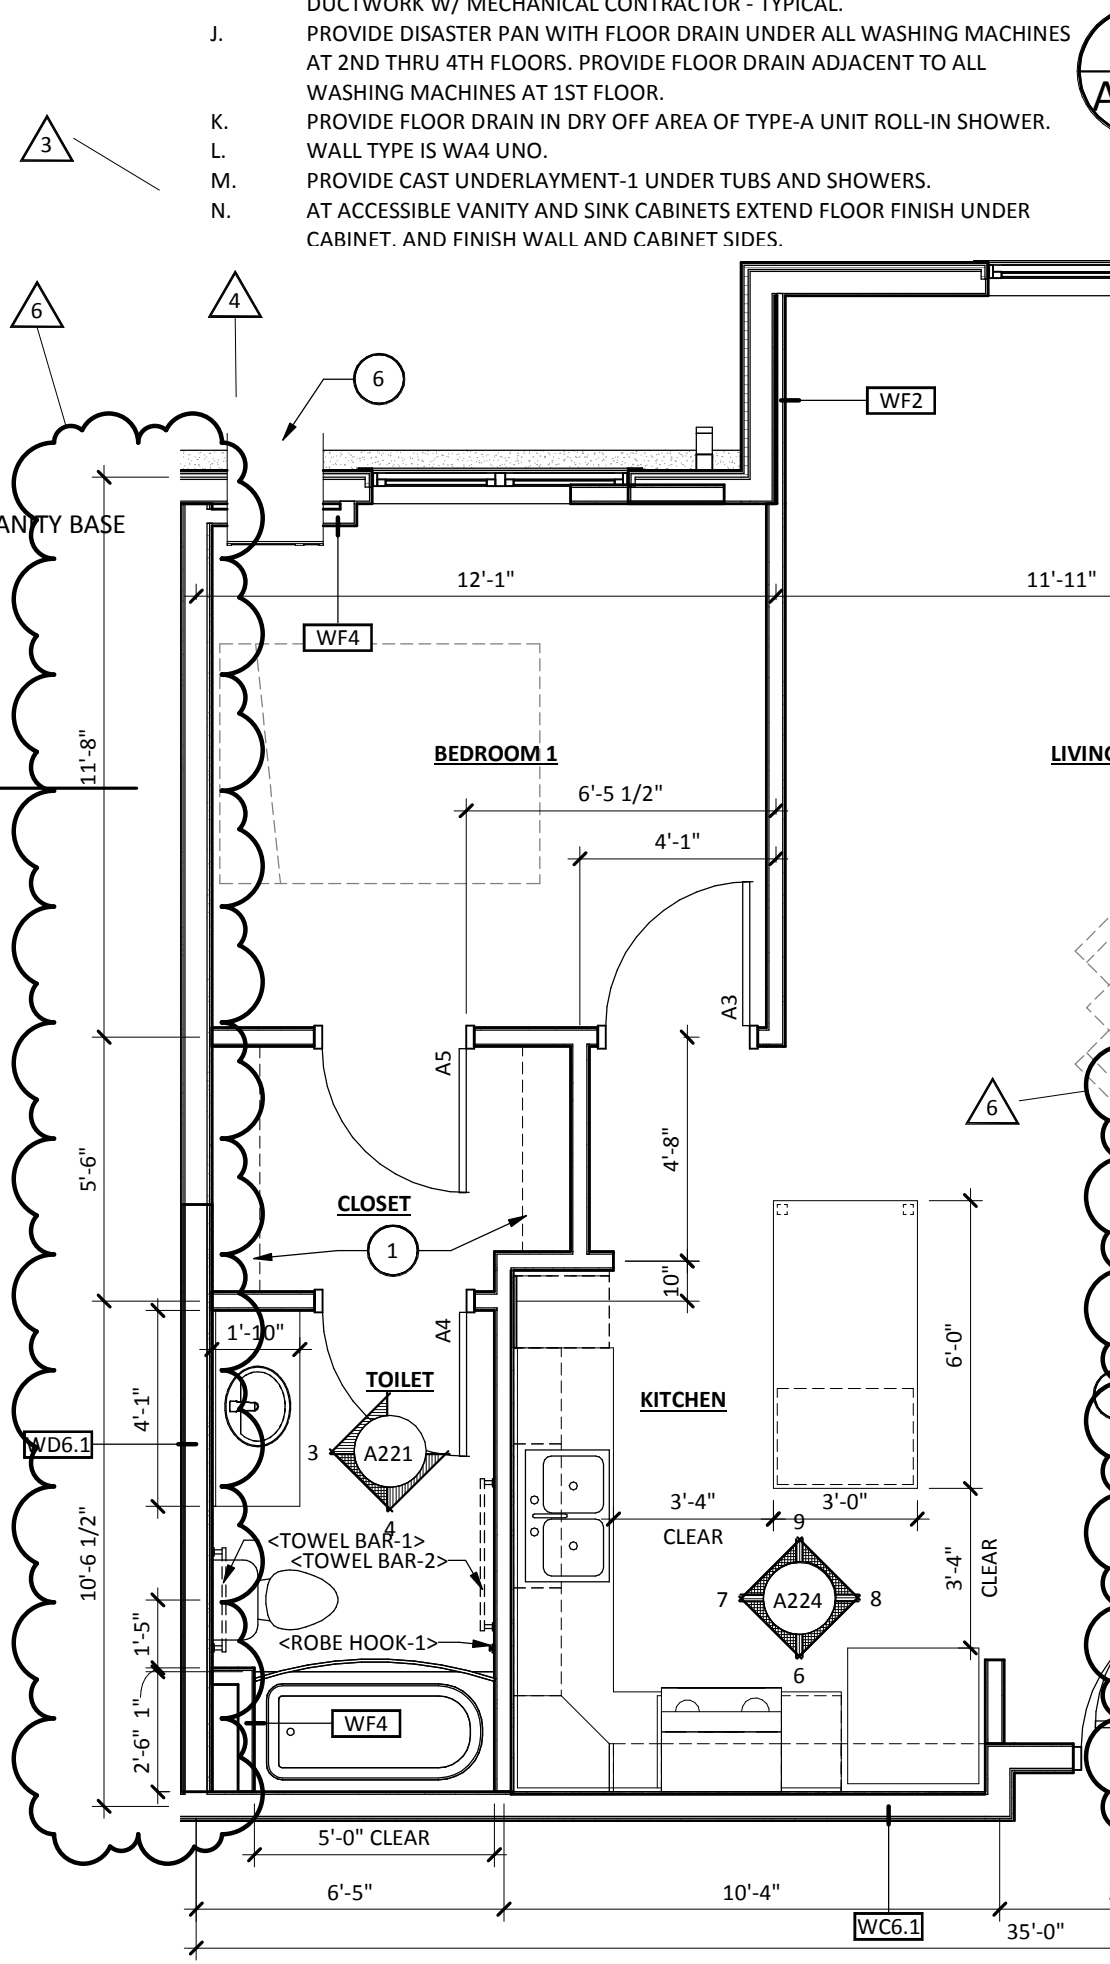 DUCTWORK W/ MECHANICAL CONTRACTOR - TYPICAL.
J. PROVIDE DISASTER PAN WITH FLOOR DRAIN UNDER ALL WASHING MACHINES
AT 2ND THRU 4TH FLOORS. PROVIDE FLOOR DRAIN ADJACENT TO ALL
WASHING MACHINES AT 1ST FLOOR.
K. PROVIDE FLOOR DRAIN IN DRY OFF AREA OF TYPE-A UNIT ROLL-IN SHOWER.
L. WALL TYPE IS WA4 UNO.
M. PROVIDE CAST UNDERLAYMENT-1 UNDER TUBS AND SHOWERS.
N. AT ACCESSIBLE VANITY AND SINK CABINETS EXTEND FLOOR FINISH UNDER
CABINET, AND FINISH WALL AND CABINET SIDES.
A
3
6
4
6
WF2
ANITY BASE
12'-1"
11'-11"
WF4
11'-8"
BEDROOM 1
LIVING
6'-5 1/2"
4'-1"
A3
A5
6
4'-8"
5'-6"
CLOSET
1
10"
1'-10"
A4
6'-0"
TOILET
KITCHEN
4'-1"
WD6.1
3
A221
4
3'-4"
CLEAR
3'-0"
9
<TOWEL BAR-1>
<TOWEL BAR-2>
10'-6 1/2"
3'-4"
CLEAR
7
A224
8
6
1'-5"
<ROBE HOOK-1>
1"
2'-6"
WF4
5'-0" CLEAR
6'-5"
10'-4"
WC6.1
35'-0"